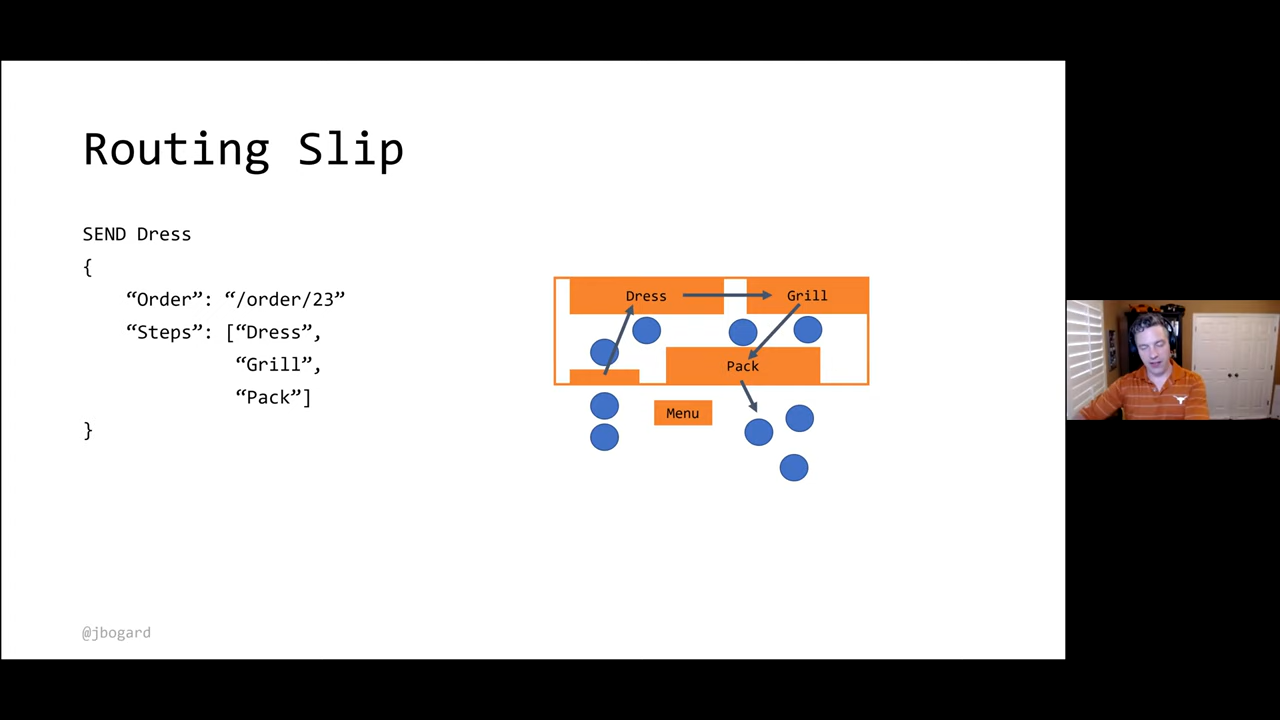 Routing Slip
SEND Dress
{
“Order”: “/order/23”
“Steps”: [“Dress”,
“Grill”,
“Pack”]
}
Dress
Grill
Pack
Menu
@jbogard